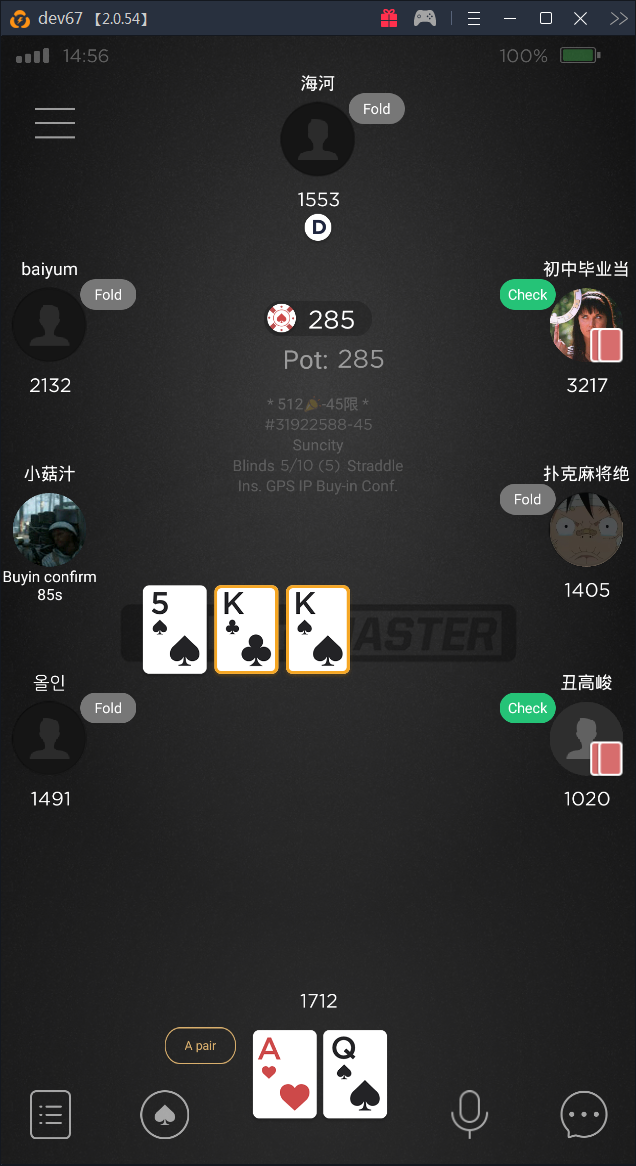 dev67 【2.0.54】
14:56
100%
海河
Fold
1553
D
baiyum
Fold
2132
初中毕业当
Check
3217
285
Pot: 285
* 512🎉-45限 *
#31922588-45
Suncity
Blinds 5/10 (5) Straddle
Ins. GPS IP Buy-in Conf.
小菇汁
Buyin confirm
85s
扑克麻将绝
Fold
1405
5
K
K
ASTER
올인
Fold
1491
丑高峻
Check
1020
1712
A pair
A
Q